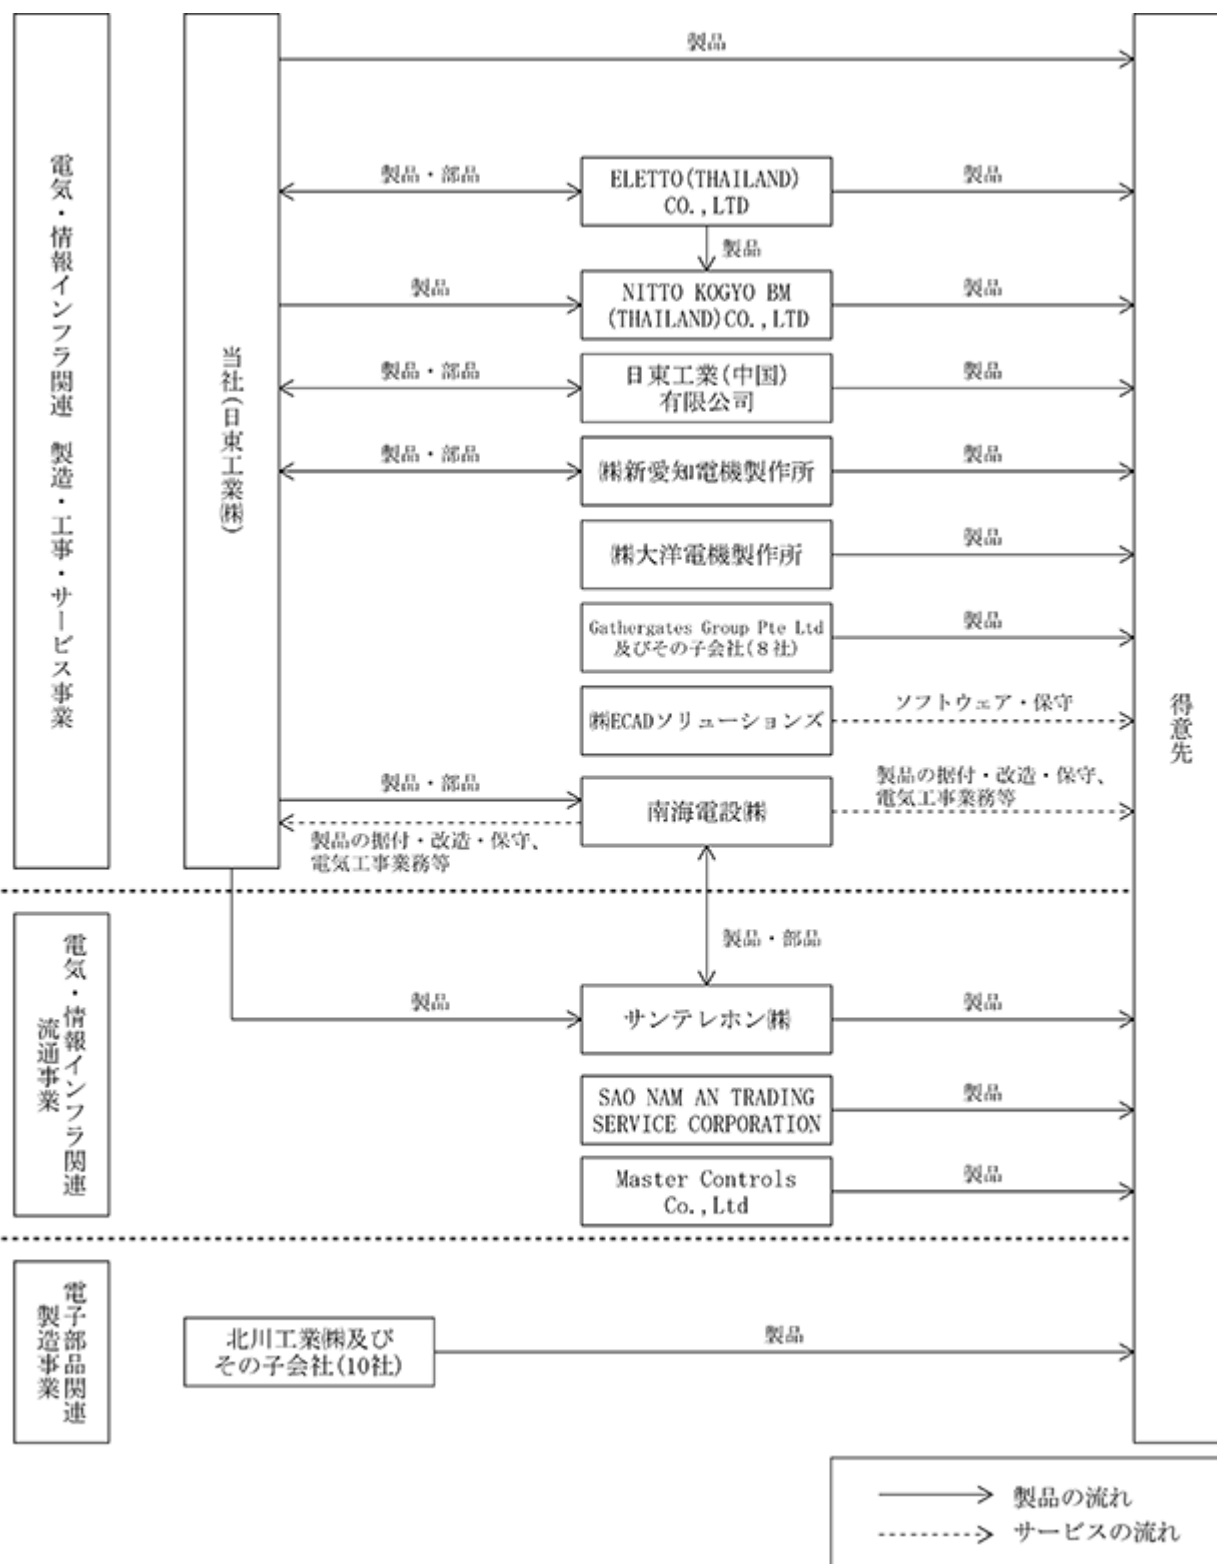 電気・情報インフラ関連 製造・工事・サービス事業
当社(日東工業㈱)
得意先
製品
製品・部品
ELETTO(THAILAND)
CO.,LTD
製品
製品
製品
NITTO KOGYO BM
(THAILAND)CO.,LTD
製品
製品・部品
日東工業(中国)
有限公司
製品
製品・部品
㈱新愛知電機製作所
製品
㈱大洋電機製作所
製品
Gathergates Group Pte Ltd
及びその子会社(8社)
製品
㈱ECADソリューションズ
ソフトウェア・保守
製品・部品
南海電設㈱
製品の据付・改造・保守、
電気工事業務等
製品の据付・改造・保守、
電気工事業務等
電気・情報インフラ関連
流通事業
製品・部品
製品
サンテレホン㈱
製品
SAO NAM AN TRADING
SERVICE CORPORATION
製品
Master Controls
Co.,Ltd
製品
電子部品関連
製造事業
北川工業㈱及び
その子会社(10社)
製品
製品の流れ
サービスの流れ